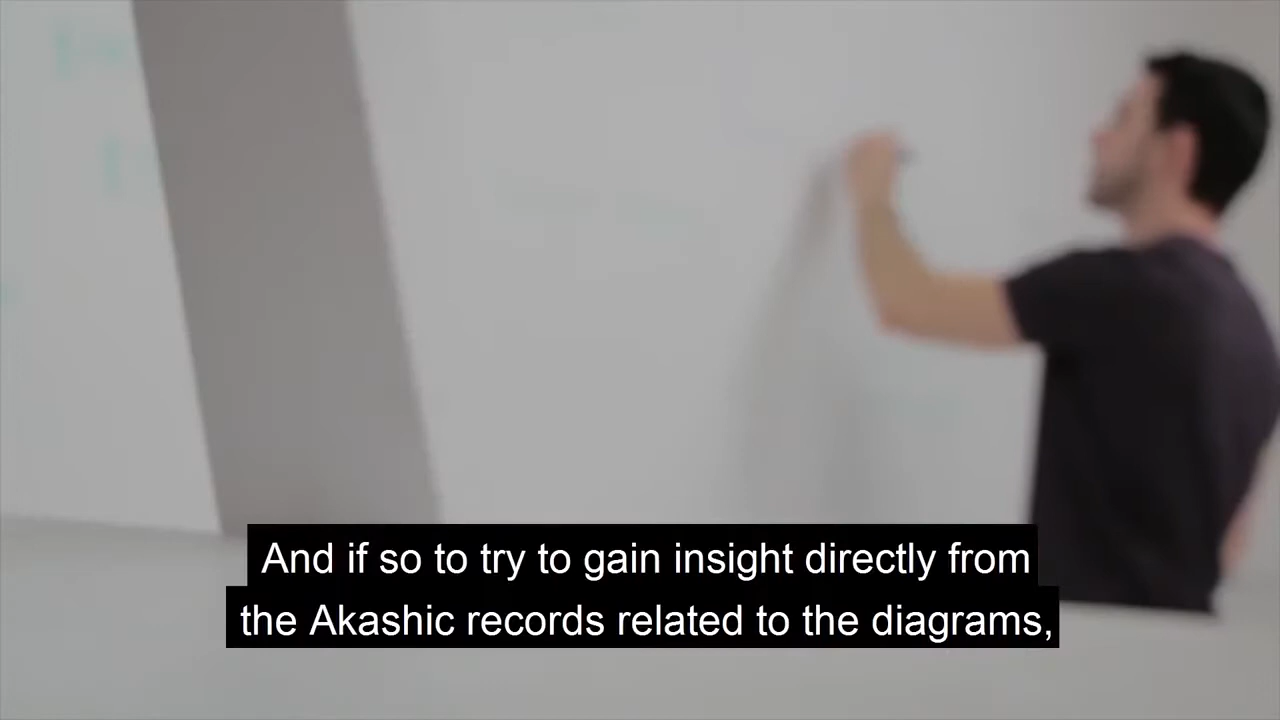 And if so to try to gain insight directly from
the Akashic records related to the diagrams,